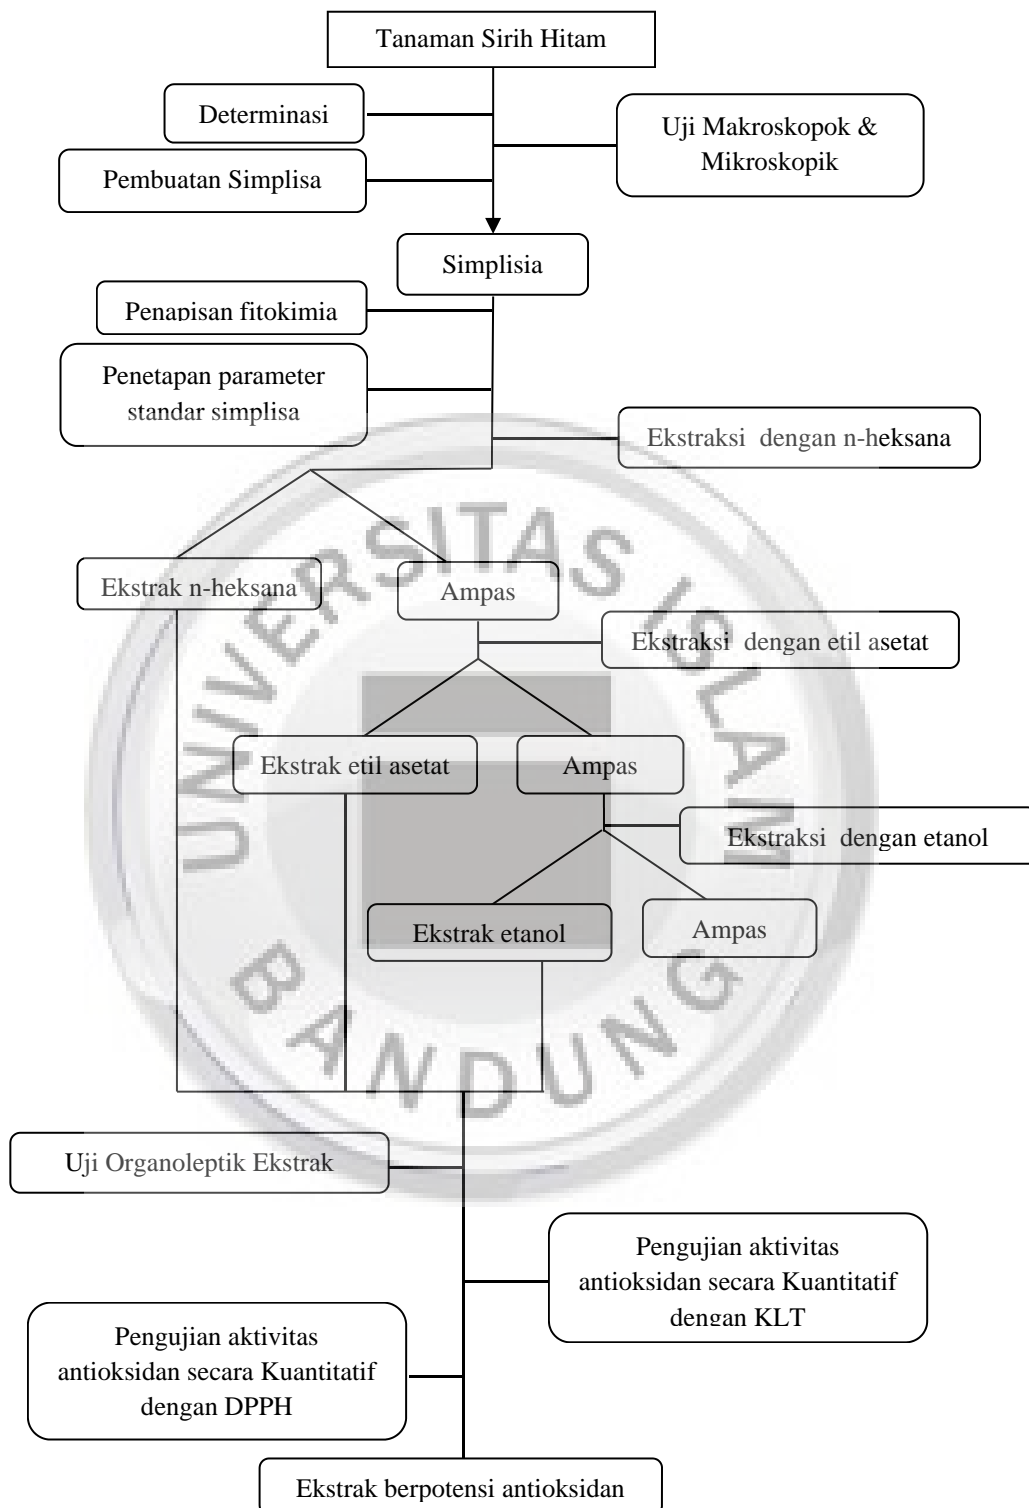 Tanaman Sirih Hitam
Determinasi
Uji Makroskopok &
Mikroskopik
Pembuatan Simplisa
Simplisia
Penapisan fitokimia
Penetapan parameter
standar simplisa
Ekstraksi dengan n-heksana
Ekstrak n-heksana
Ampas
Ekstraksi dengan etil asetat
Ekstrak etil asetat
Ampas
Ekstraksi dengan etanol
Ekstrak etanol
Ampas
Uji Organoleptik Ekstrak
Pengujian aktivitas
antioksidan secara Kuantitatif
dengan KLT
Pengujian aktivitas
antioksidan secara Kuantitatif
dengan DPPH
Ekstrak berpotensi antioksidan
UNIVERSITAS ISLAM
BANDUNG